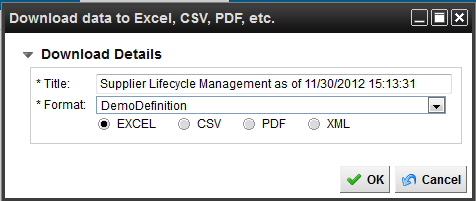 Download data to Excel, CSV, PDF, etc.
Download Details
* Title: Supplier Lifecycle Management as of 11/30/2012 15:13:31
* Format: DemoDefinition
EXCEL CSV PDF XML
OK Cancel